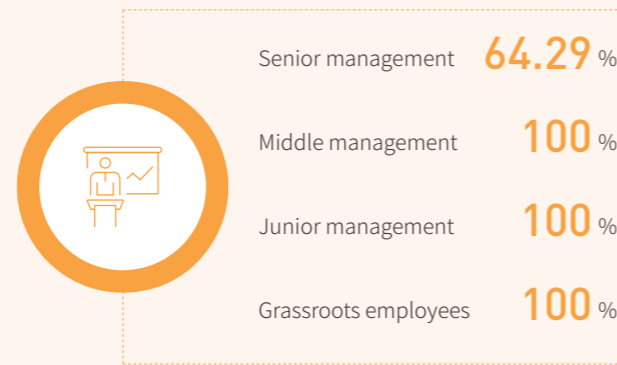 Senior management 64.29 %
Middle management 100 %
Junior management 100 %
Grassroots employees 100 %